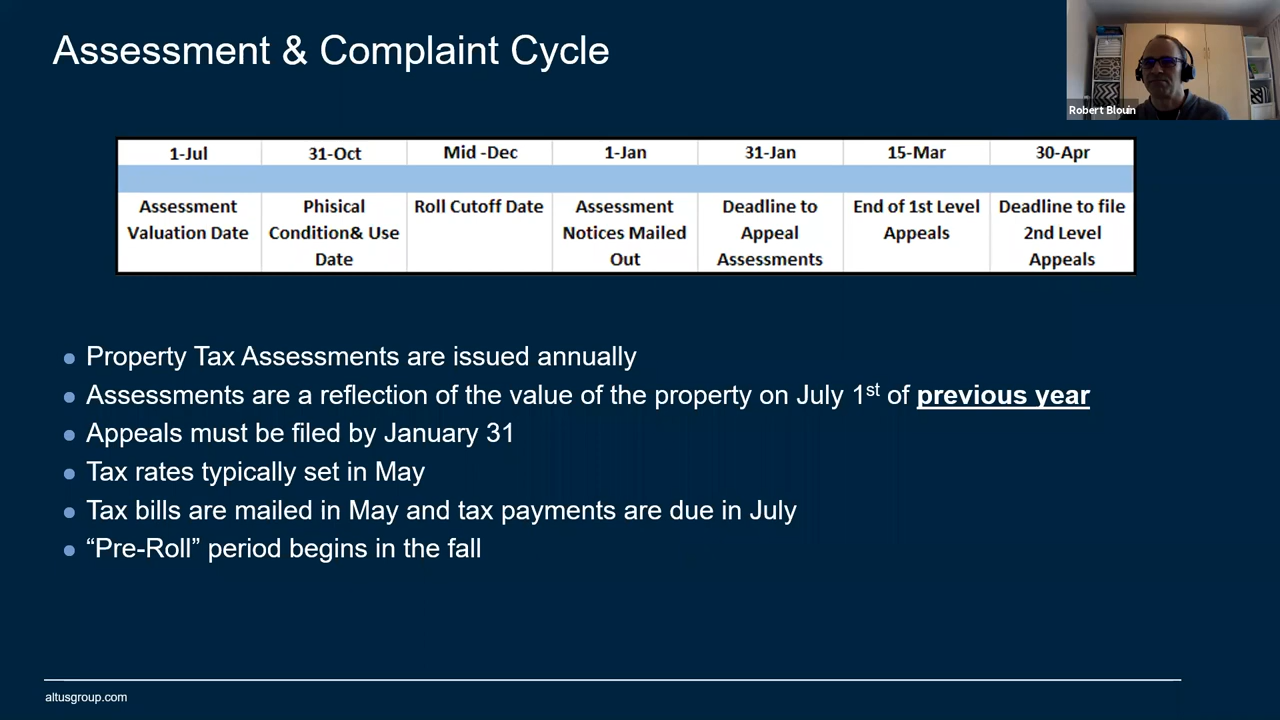 Assessment & Complaint Cycle
Robert Blouin
1-Jul
31-Oct
Mid -Dec
1-Jan
31-Jan
15-Mar
30-Apr
Assessment
Valuation Date
Phisical
Condition& Use
Date
Roll Cutoff Date
Assessment
Notices Mailed
Out
Deadline to
Appeal
Assessments
End of 1st Level
Appeals
Deadline to file
2nd Level
Appeals
● Property Tax Assessments are issued annually
● Assessments are a reflection of the value of the property on July 1st of previous year
● Appeals must be filed by January 31
● Tax rates typically set in May
● Tax bills are mailed in May and tax payments are due in July
● “Pre-Roll” period begins in the fall
altusgroup.com